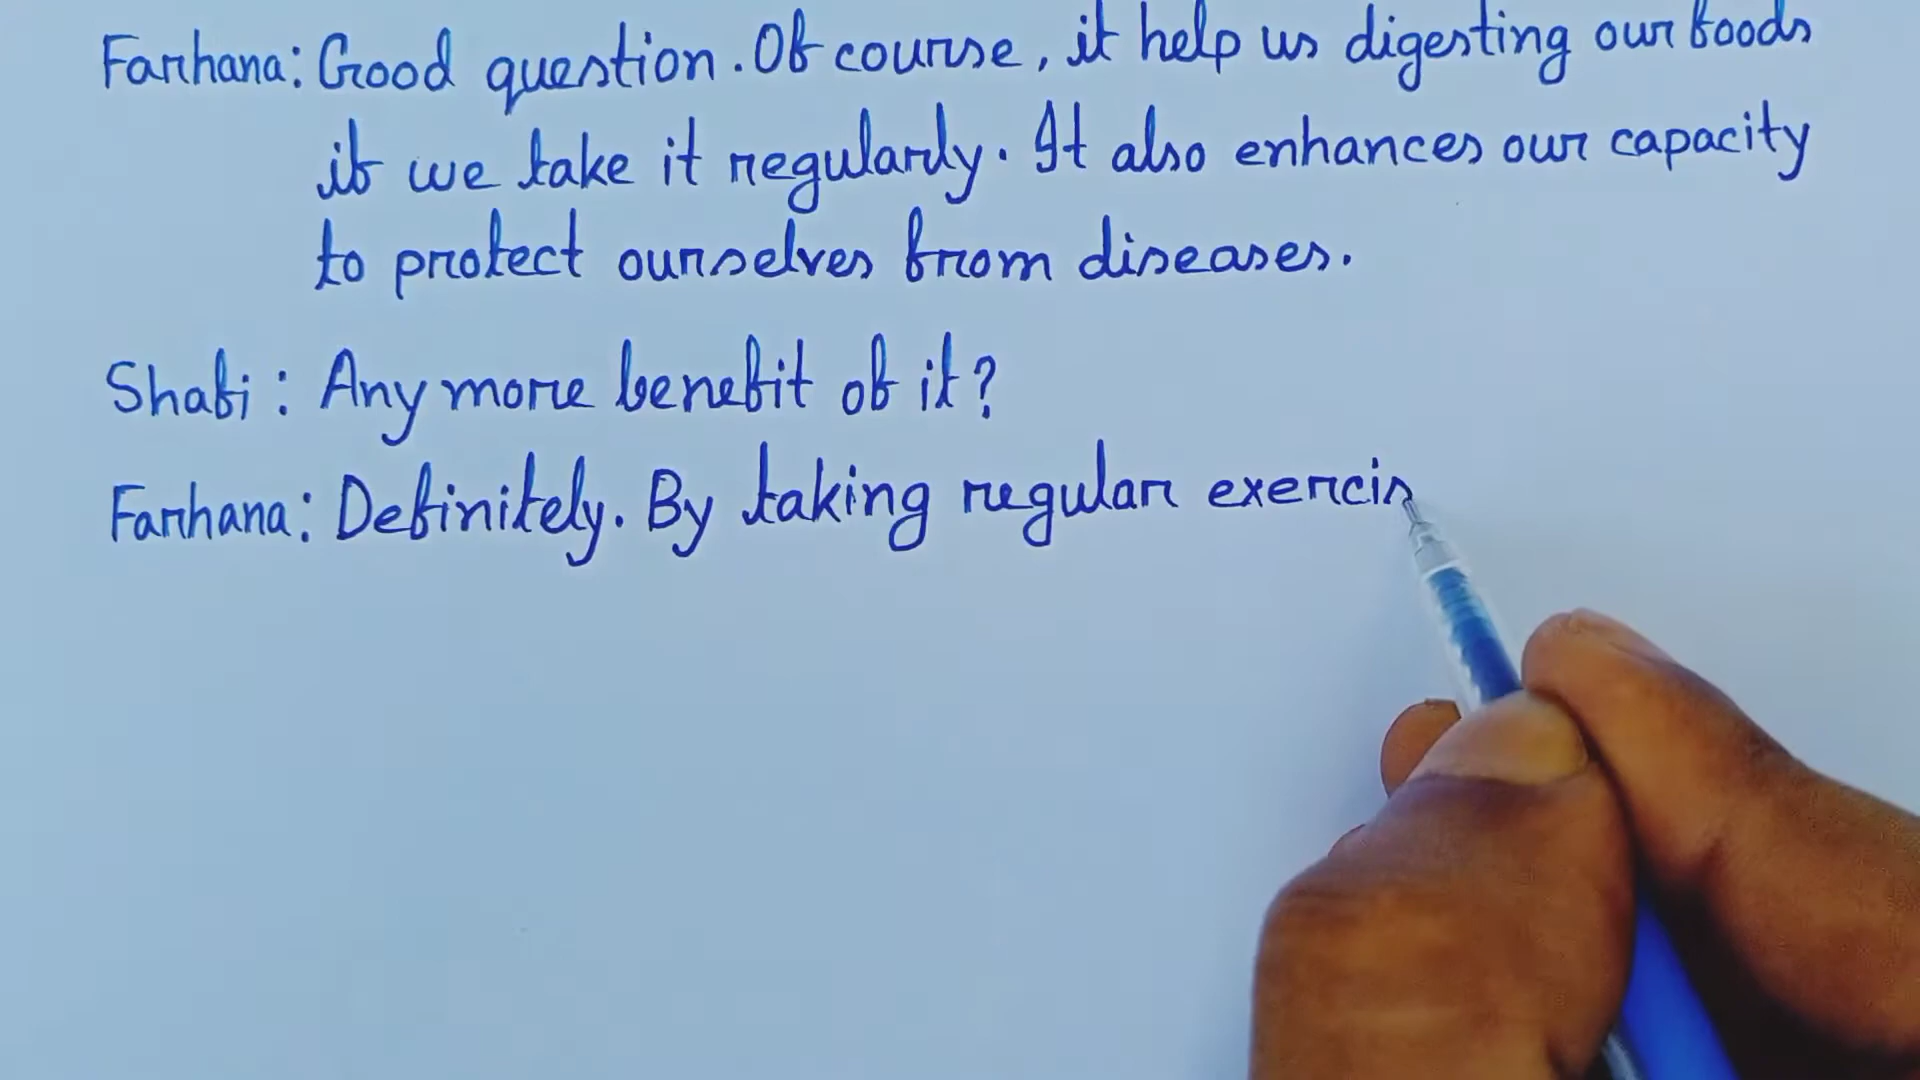 Farhana: Good question. Of course, it help us digesting our foods
if we take it regularly. It also enhances our capacity
to protect ourselves from diseases.
Shafi : Any more benefit of it?
Farhana: Definitely. By taking regular exercis